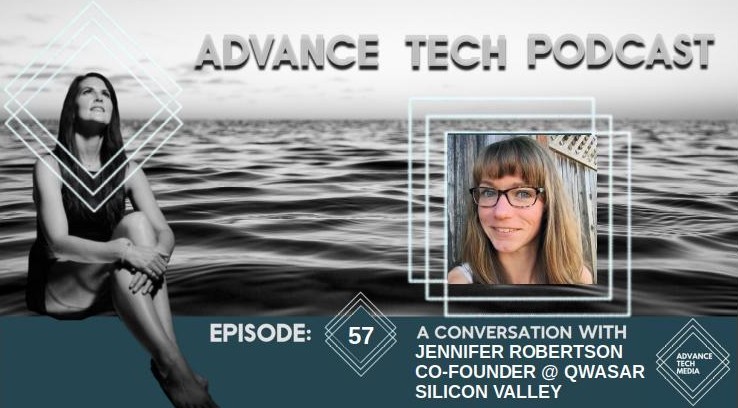 ADVANCE TECH PODCAST
EPISODE:
57
A CONVERSATION WITH
JENNIFER ROBERTSON
CO-FOUNDER @ QWASAR
SILICON VALLEY
ADVANCE
TECH
MEDIA